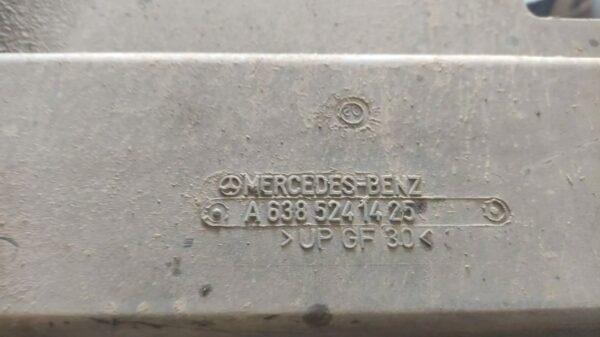 MERCEDES-BENZ
A 638 524 14 25
>UP GF 30<